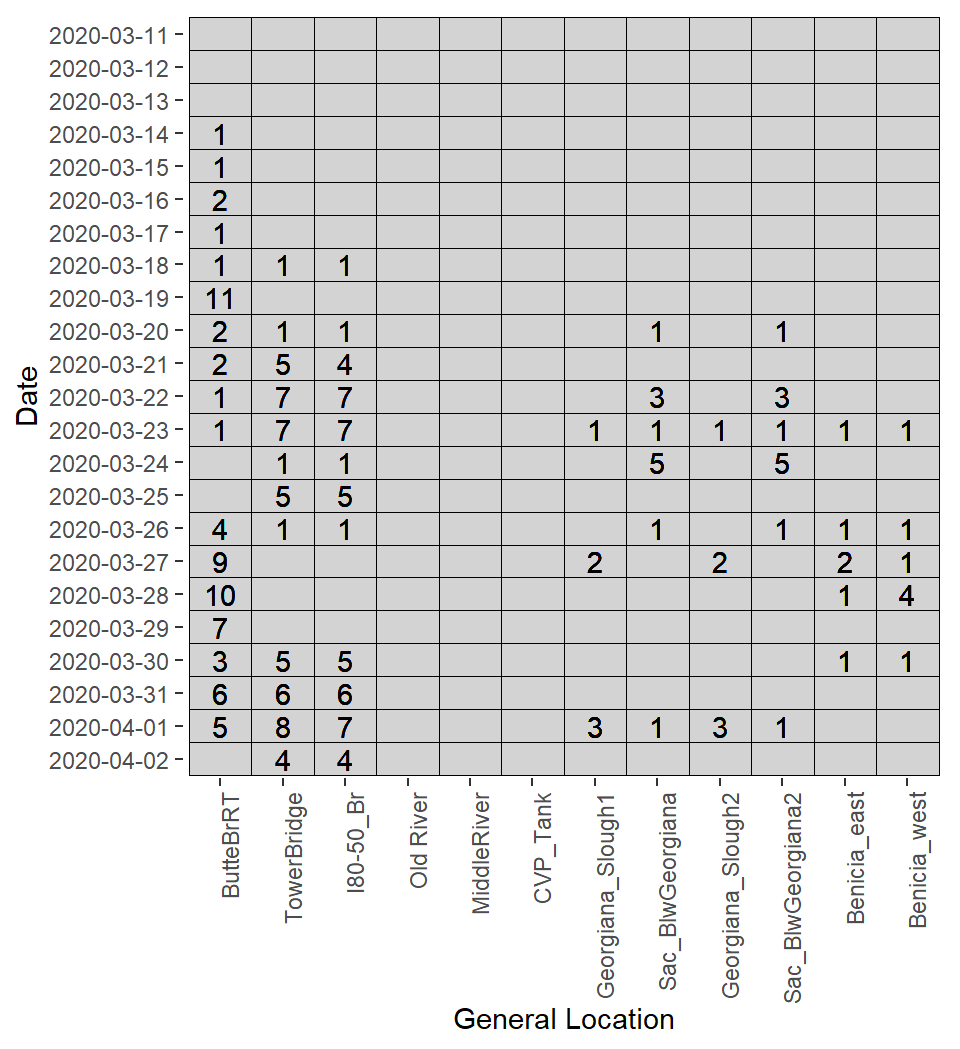 2020-03-11
2020-03-12
2020-03-13
2020-03-14 1
2020-03-15 1
2020-03-16 2
2020-03-17 1
2020-03-18 1 1 1
2020-03-19 11
2020-03-20 2 1 1 1 1
2020-03-21 2 5 4
2020-03-22 1 7 7 3 3
2020-03-23 1 7 7 1 1 1 1 1 1
2020-03-24 1 1 5 5
2020-03-25 5 5
2020-03-26 4 1 1 1 1 1 1
2020-03-27 9 2 2 2 1
2020-03-28 10 1 4
2020-03-29 7
2020-03-30 3 5 5 1 1
2020-03-31 6 6 6
2020-04-01 5 8 7 3 1 3 1
2020-04-02 4 4
Date
ButteBrRT
TowerBridge
I80-50_Br
Old River
MiddleRiver
CVP_Tank
Georgiana_Slough1
Sac_BlwGeorgiana
Georgiana_Slough2
Sac_BlwGeorgiana2
Benicia_east
Benicia_west
General Location